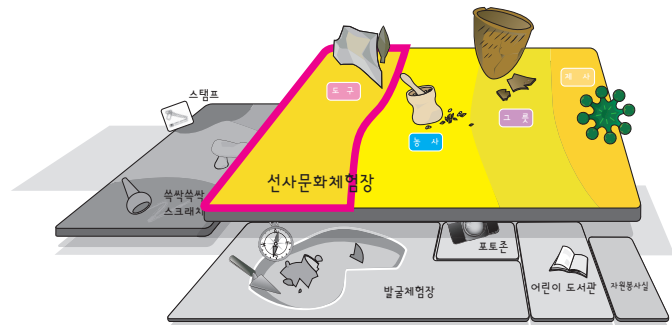 스탬프
도구
제사
그릇
농사
선사문화체험장
쓱싹쓱싹
스크래치
포토존
발굴체험장
어린이 도서관
자원봉사실